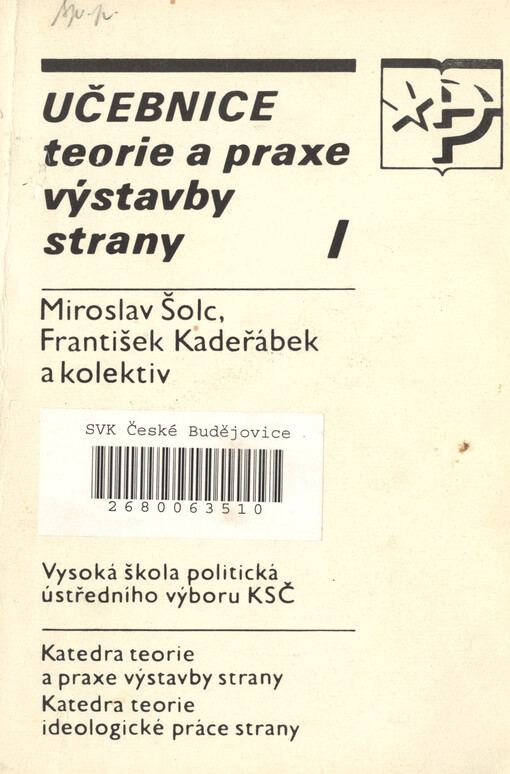 UČEBNICE
teorie a praxe
výstavby
strany I
Miroslav Šolc,
František Kadeřábek
a kolektiv
SVK České Budějovice
2680063510
Vysoká škola politická
ústředního výboru KSČ
Katedra teorie
a praxe výstavby strany
Katedra teorie
ideologické práce strany